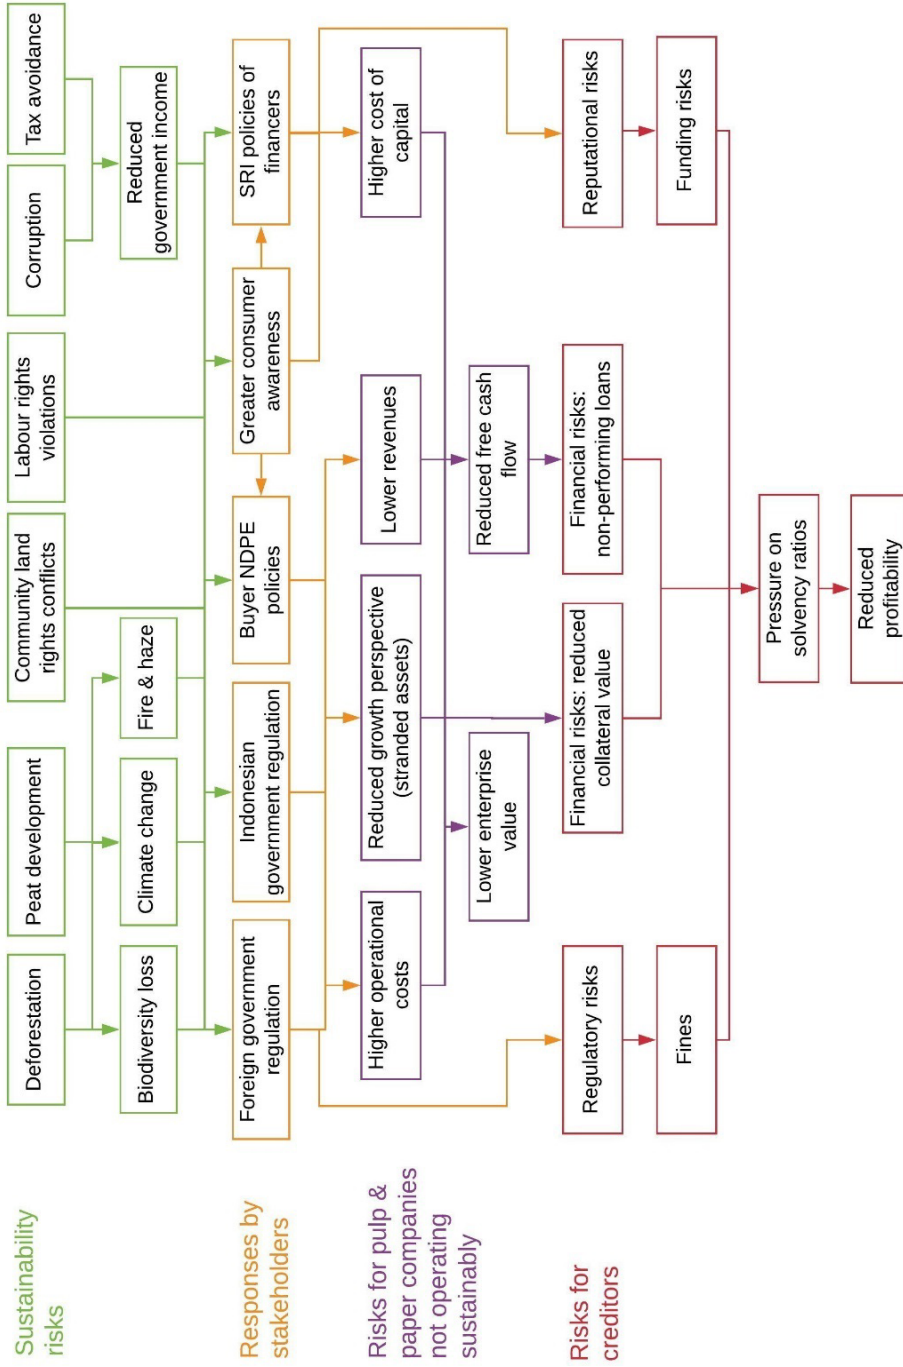 Sustainability
risks
Deforestation
Peat development
Community land
rights conflicts
Labour rights
violations
Corruption
Tax avoidance
Biodiversity loss
Climate change
Fire & haze
Reduced
government income
Responses by
stakeholders
Foreign government
regulation
Indonesian
government regulation
Buyer NDPE
policies
Greater consumer
awareness
SRI policies of
financers
Risks for pulp &
paper companies
not operating
sustainably
Higher operational
costs
Reduced growth perspective
(stranded assets)
Lower revenues
Higher cost of
capital
Lower enterprise
value
Reduced free cash
flow
Risks for
creditors
Regulatory risks
Financial risks: reduced
collateral value
Financial risks:
non-performing loans
Reputational risks
Fines
Funding risks
Pressure on
solvency ratios
Reduced
profitability